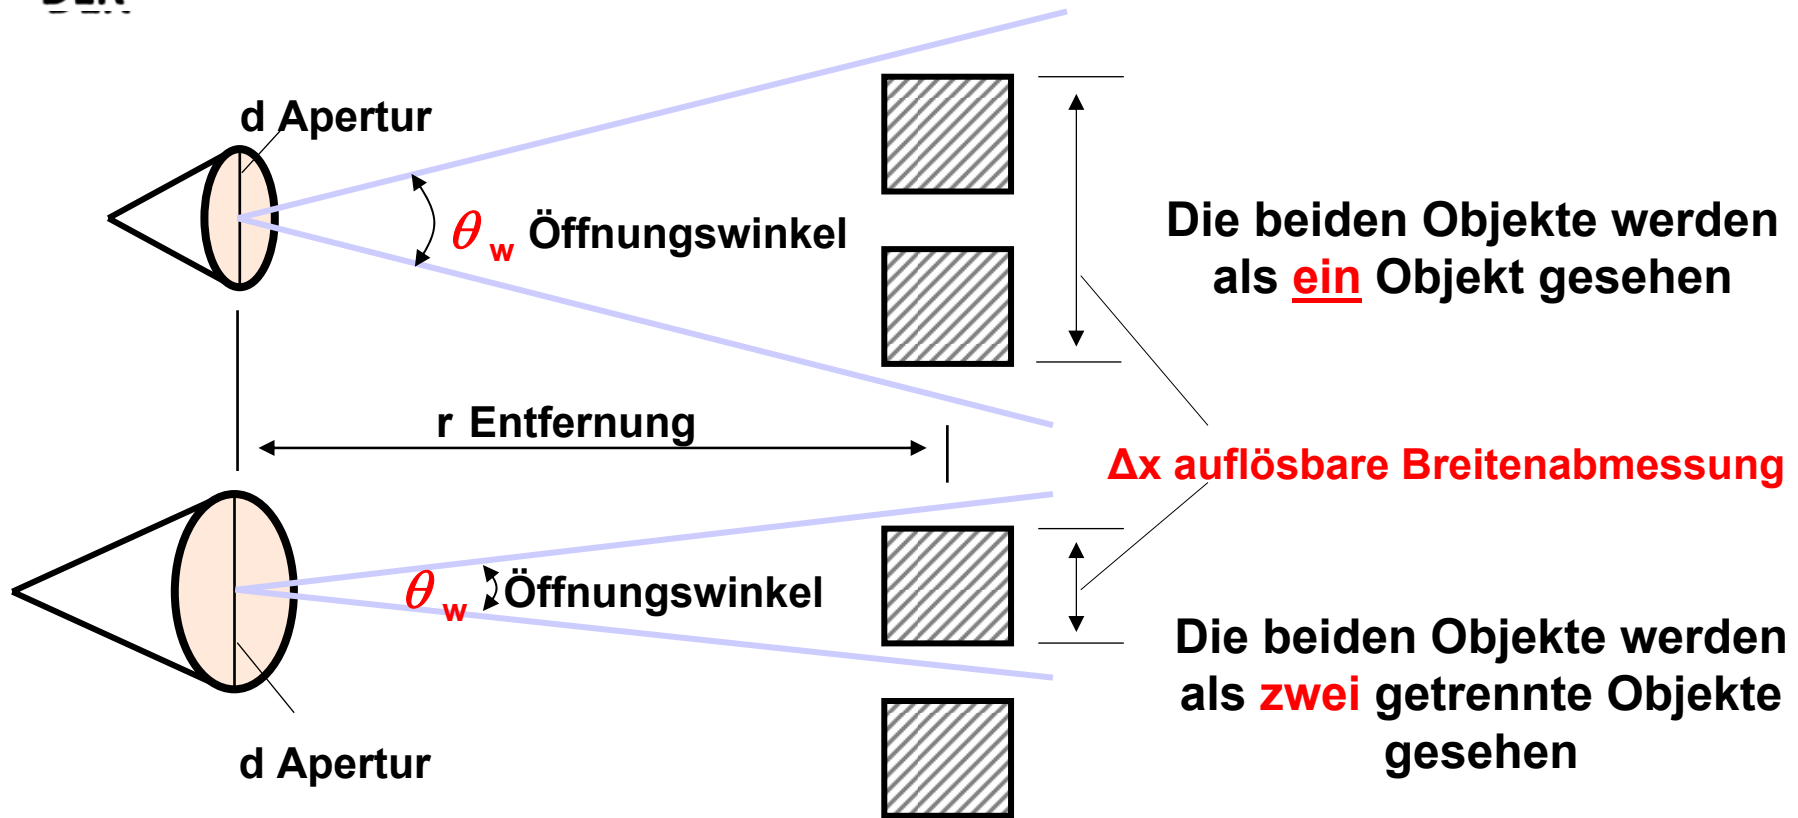 d Apertur
θ w Öffnungswinkel
Die beiden Objekte werden
als ein Objekt gesehen
r Entfernung
Δx auflösbare Breitenabmessung
θ w Öffnungswinkel
Die beiden Objekte werden
als zwei getrennte Objekte
gesehen
d Apertur